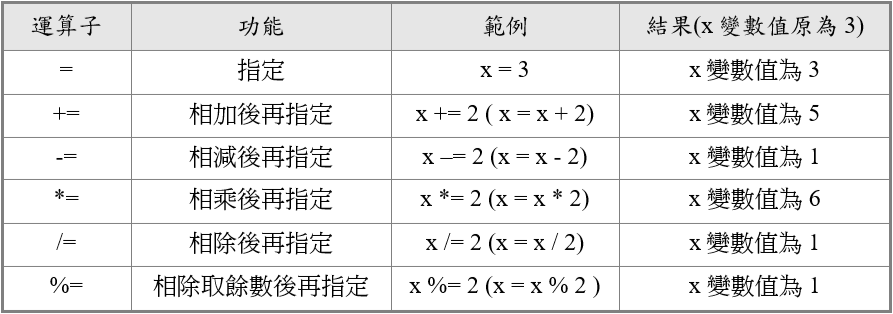 運算子 功能 範例 結果(x 變數值原為 3)
= 指定 x = 3 x 變數值為 3
+= 相加後再指定 x += 2 ( x = x + 2) x 變數值為 5
-= 相減後再指定 x –= 2 (x = x - 2) x 變數值為 1
*= 相乘後再指定 x *= 2 (x = x * 2) x 變數值為 6
/= 相除後再指定 x /= 2 (x = x / 2) x 變數值為 1
%= 相除取餘數後再指定 x %= 2 (x = x % 2 ) x 變數值為 1